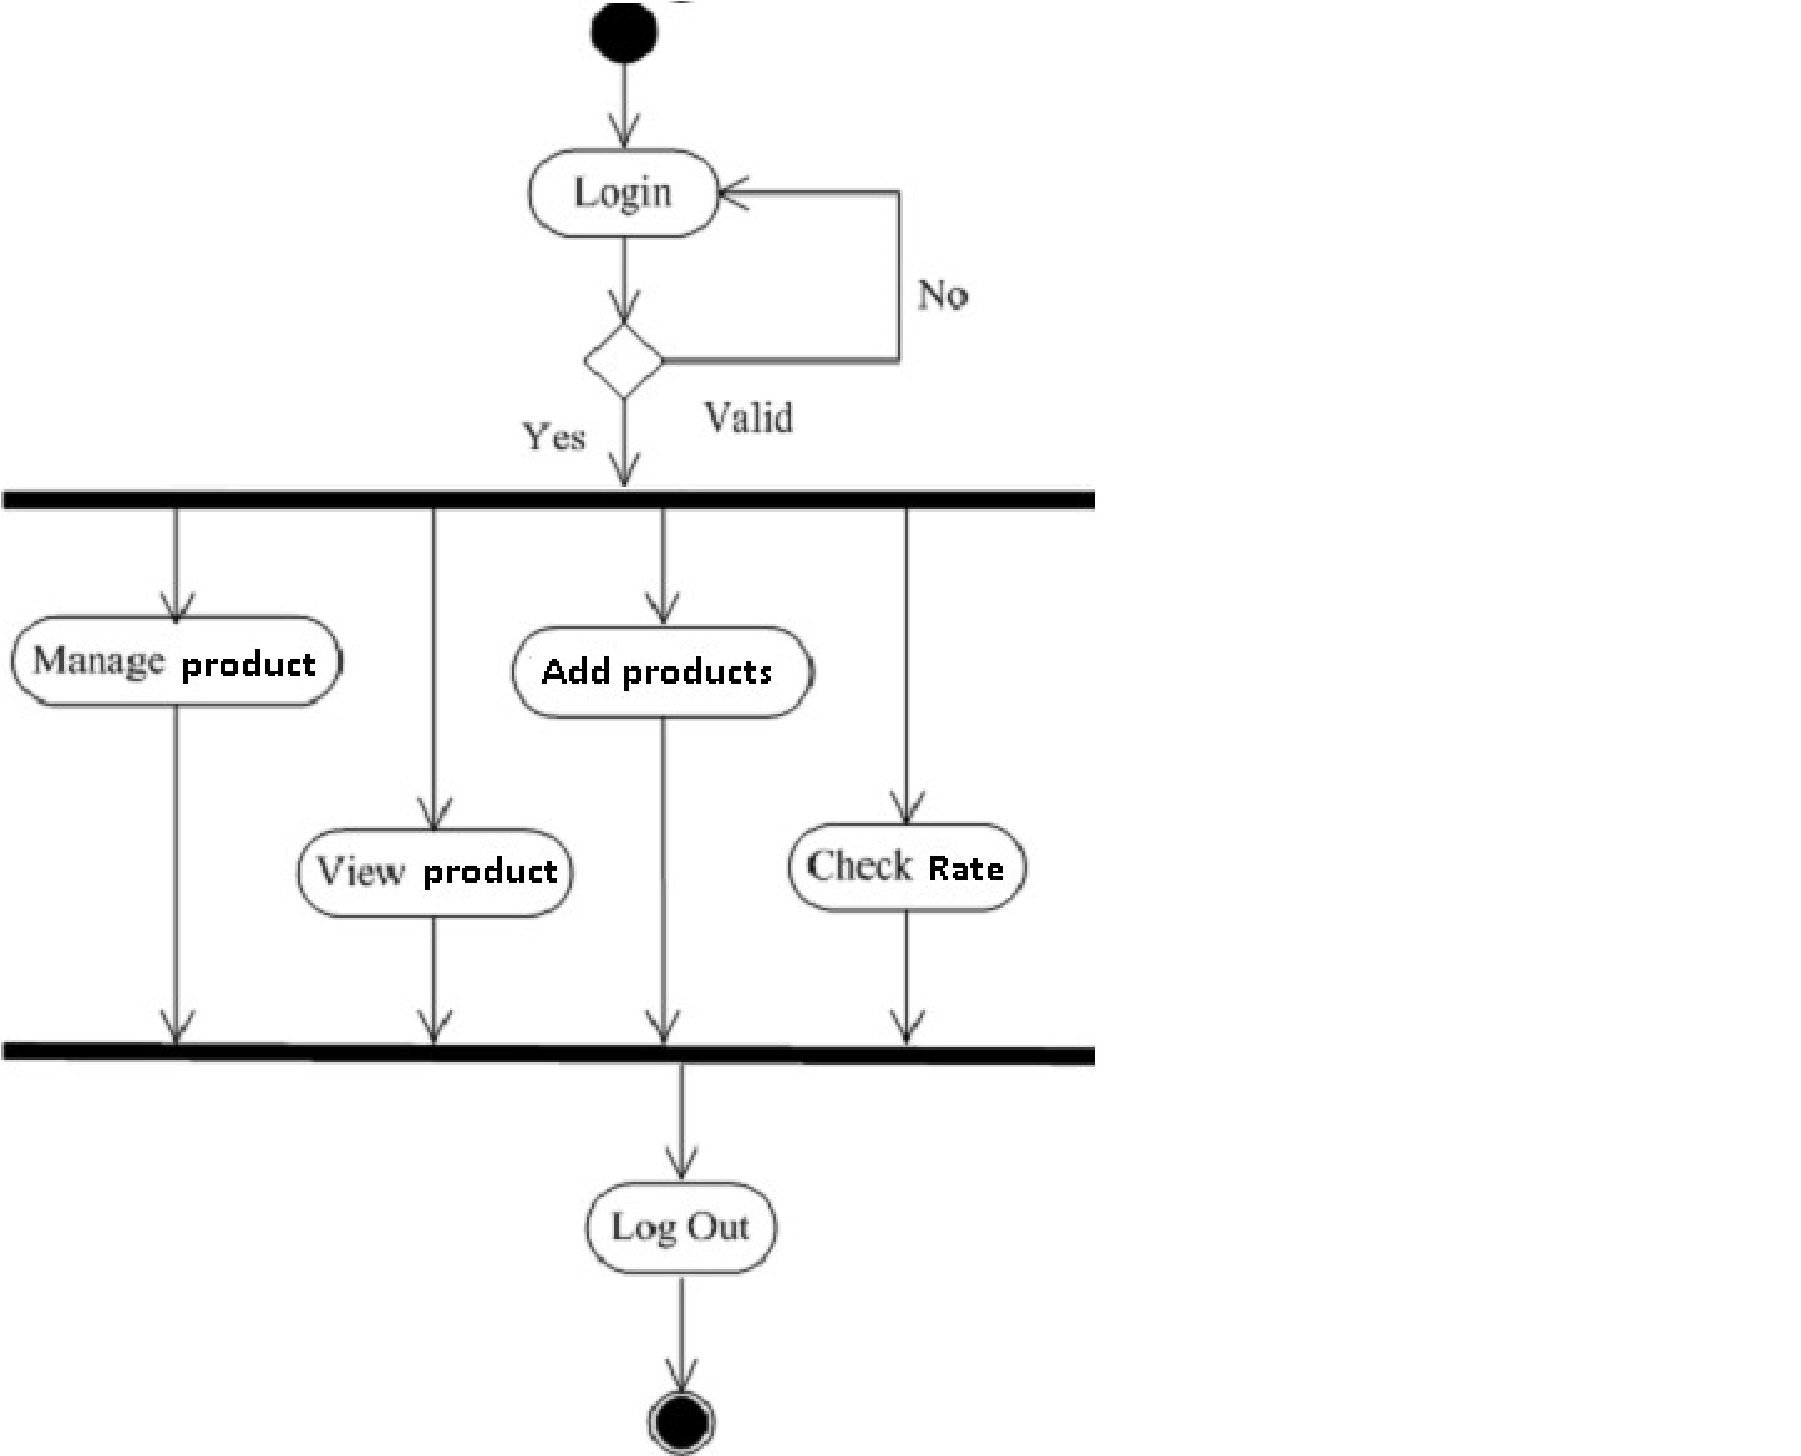 Login
No
Valid
Yes
Manage product
Add products
View product
Check Rate
Log Out